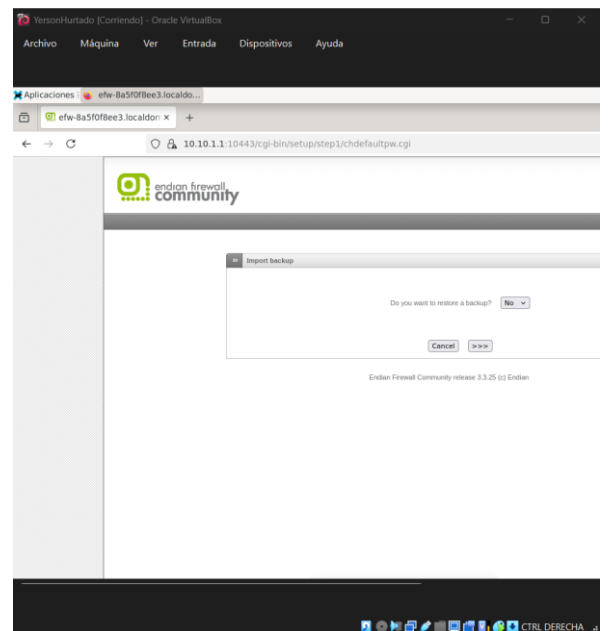 YersonHurtado [Corriendo] - Oracle VirtualBox
Archivo Máquina Ver Entrada Dispositivos Ayuda
Aplicaciones efw-8a5f0f8ee3.localdo...
efw-8a5f0f8ee3.localdon × +
10.10.1.1:10443/cgi-bin/setup/step1/chdefaultpw.cgi
endian firewall
community
Import backup
Do you want to restore a backup? No
Cancel >>>
Endian Firewall Community release 3.3.25 (c) Endian
CTRL DERECHA